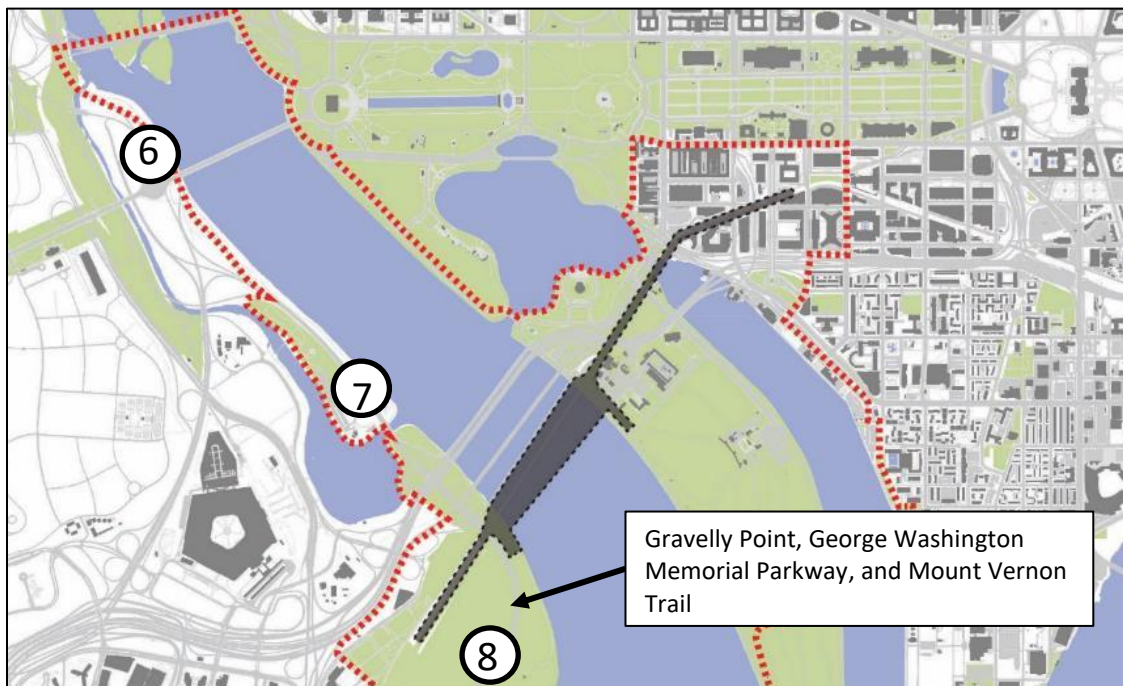 6
7
Gravelly Point, George Washington
Memorial Parkway, and Mount Vernon
Trail
8